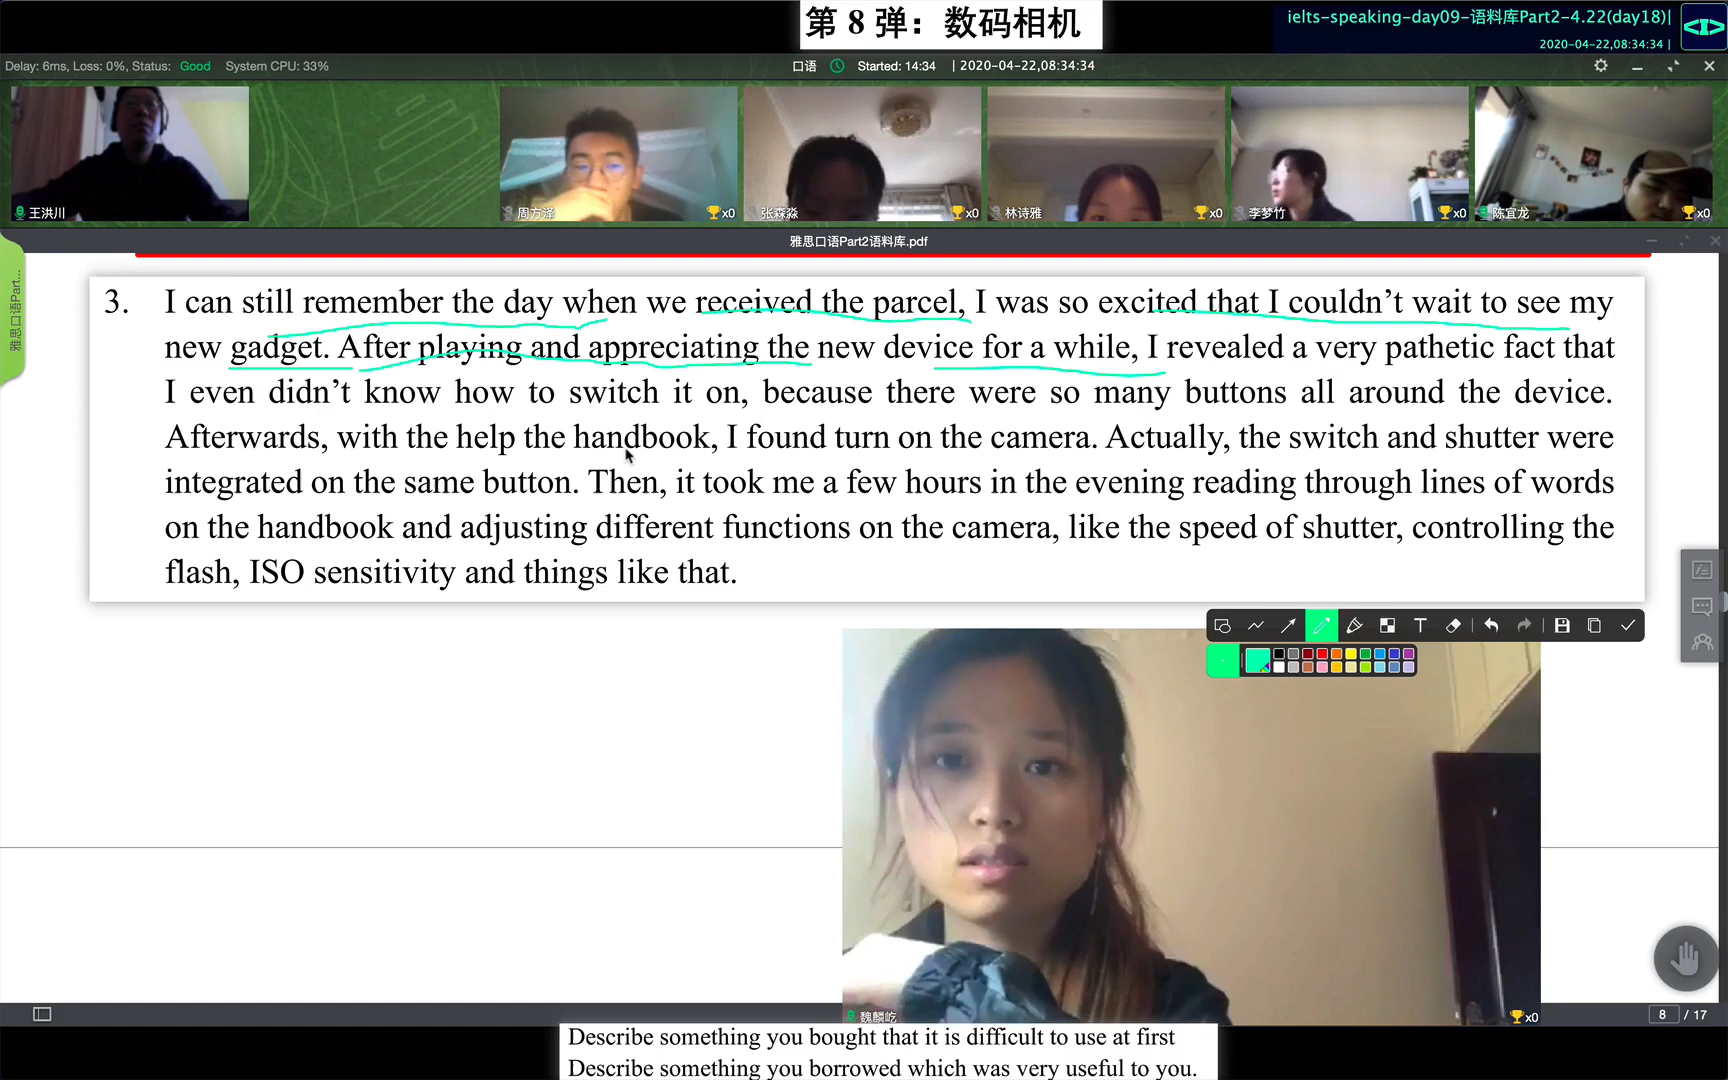 第 8 弹：数码相机
ielts-speaking-day09-语料库Part2-4.22(day18)|
2020-04-22,08:34:34 |
Delay: 6ms, Loss: 0%, Status: Good System CPU: 33%
口语 Started: 14:34 | 2020-04-22,08:34:34
王洪川
周方泽 x0
张森淼 x0
林诗雅 x0
李梦竹 x0
陈宜龙 x0
雅思口语Part2语料库.pdf
雅思口语Part...
3. I can still remember the day when we received the parcel, I was so excited that I couldn’t wait to see my
new gadget. After playing and appreciating the new device for a while, I revealed a very pathetic fact that
I even didn’t know how to switch it on, because there were so many buttons all around the device.
Afterwards, with the help the handbook, I found turn on the camera. Actually, the switch and shutter were
integrated on the same button. Then, it took me a few hours in the evening reading through lines of words
on the handbook and adjusting different functions on the camera, like the speed of shutter, controlling the
flash, ISO sensitivity and things like that.
T
魏麟屹 x0
8 / 17
Describe something you bought that it is difficult to use at first
Describe something you borrowed which was very useful to you.